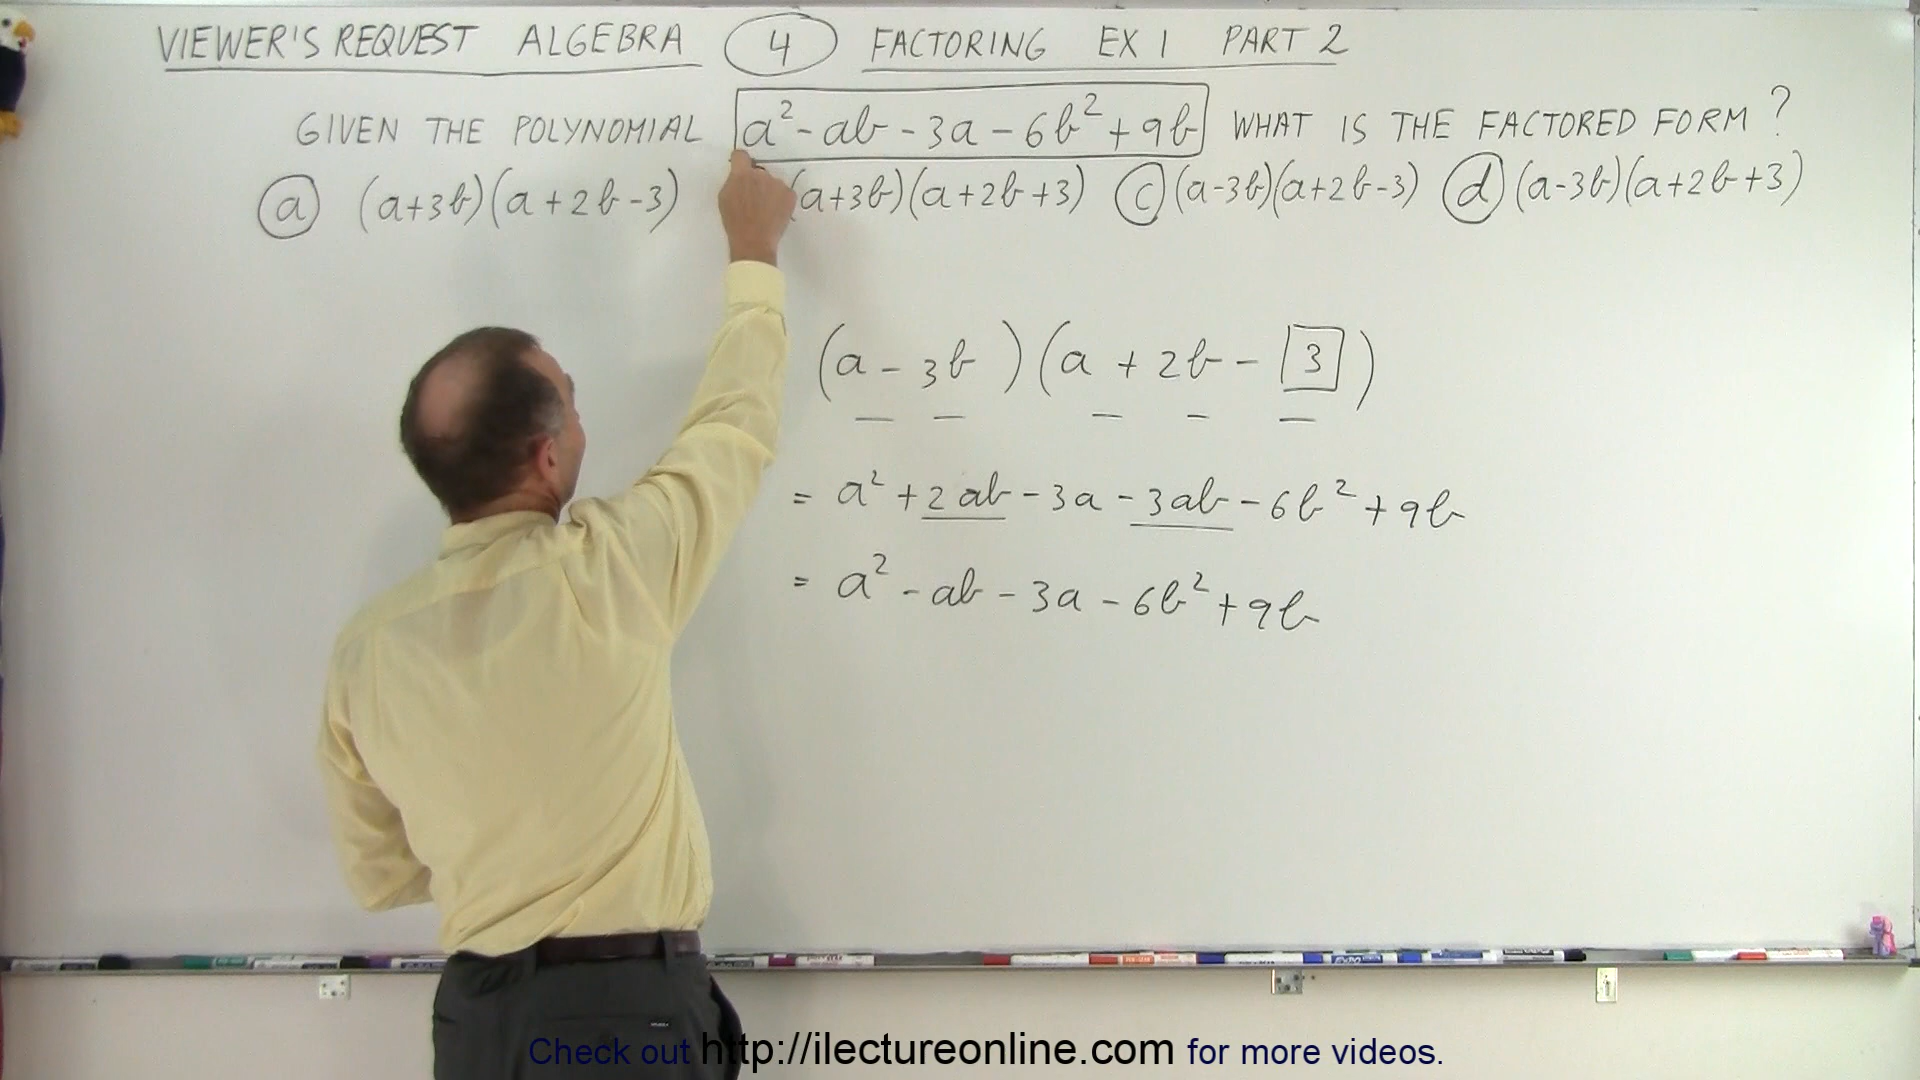 VIEWER'S REQUEST ALGEBRA 4 FACTORING EX 1 PART 2
GIVEN THE POLYNOMIAL a² - ab - 3a - 6b² + 9b WHAT IS THE FACTORED FORM?
a (a+3b)(a+2b-3) (a+3b)(a+2b+3) c (a-3b)(a+2b-3) d (a-3b)(a+2b+3)
(a - 3b)(a + 2b - 3)
= a² + 2ab - 3a - 3ab - 6b² + 9b
= a² - ab - 3a - 6b² + 9b
Check out http://ilectureonline.com for more videos.